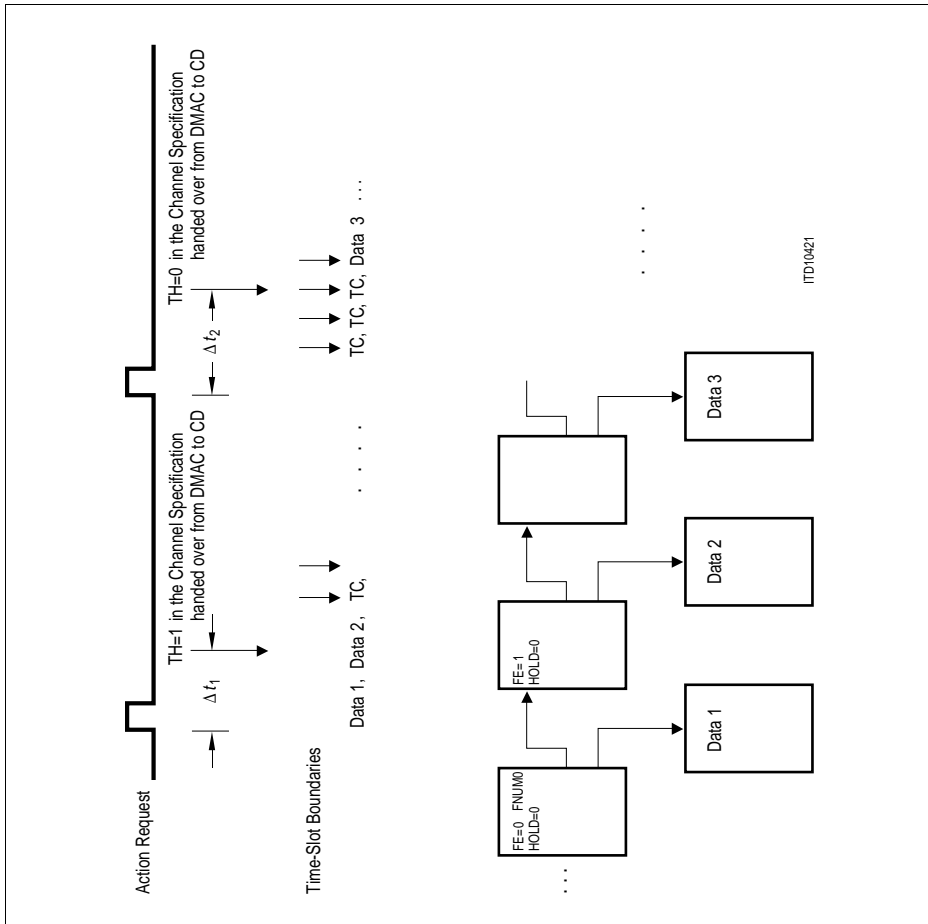 Action Request
TH=1 in the Channel Specification
handed over from DMAC to CD
TH=0 in the Channel Specification
handed over from DMAC to CD
Δt1
Δt2
Time-Slot Boundaries
Data 1, Data 2, TC,
. . . .
TC, TC, TC, Data 3 . . .
. . . .
FE=0 FNUM0
HOLD=0
FE=1
HOLD=0
. . . . .
Data 1
Data 2
Data 3
ITD10421